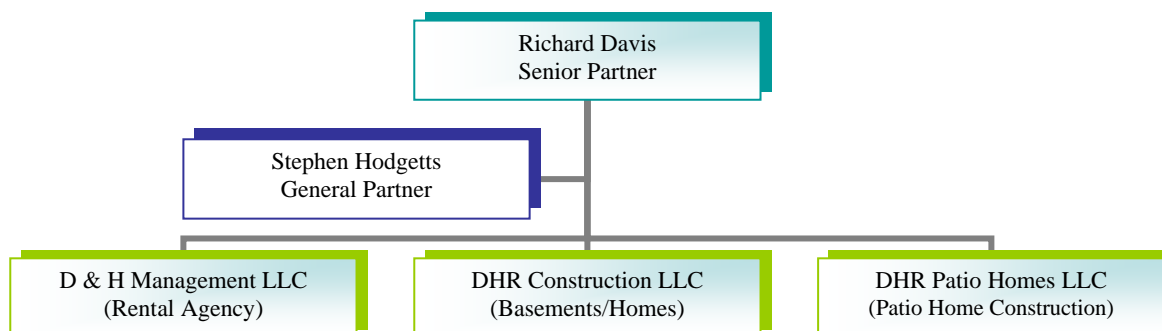 Richard Davis
Senior Partner
Stephen Hodgetts
General Partner
D & H Management LLC
(Rental Agency)
DHR Construction LLC
(Basements/Homes)
DHR Patio Homes LLC
(Patio Home Construction)